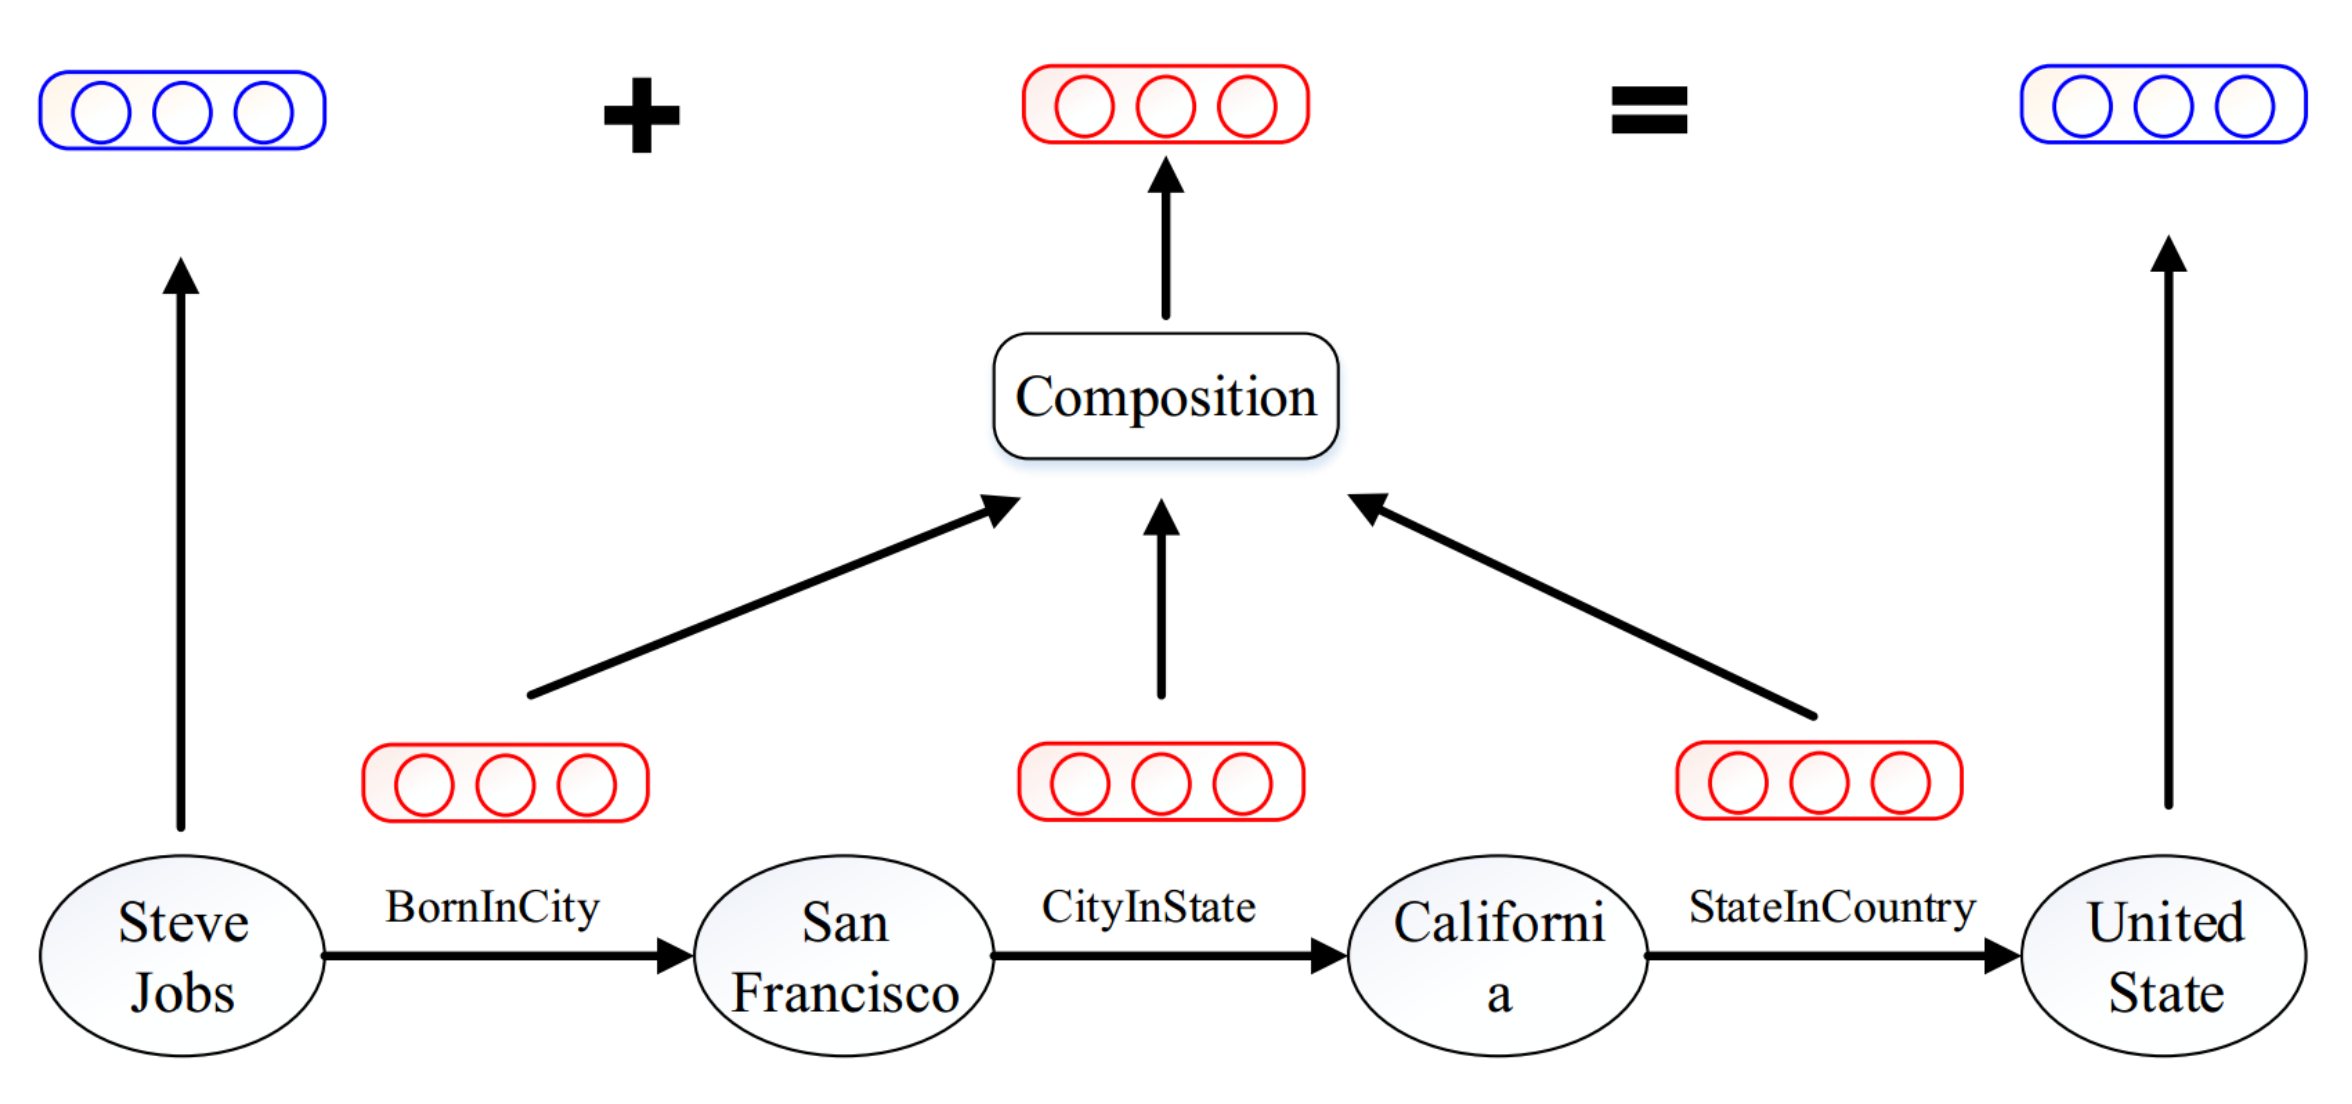 +
=
Composition
BornInCity
CityInState
StateInCountry
Steve
Jobs
San
Francisco
Californi
a
United
State